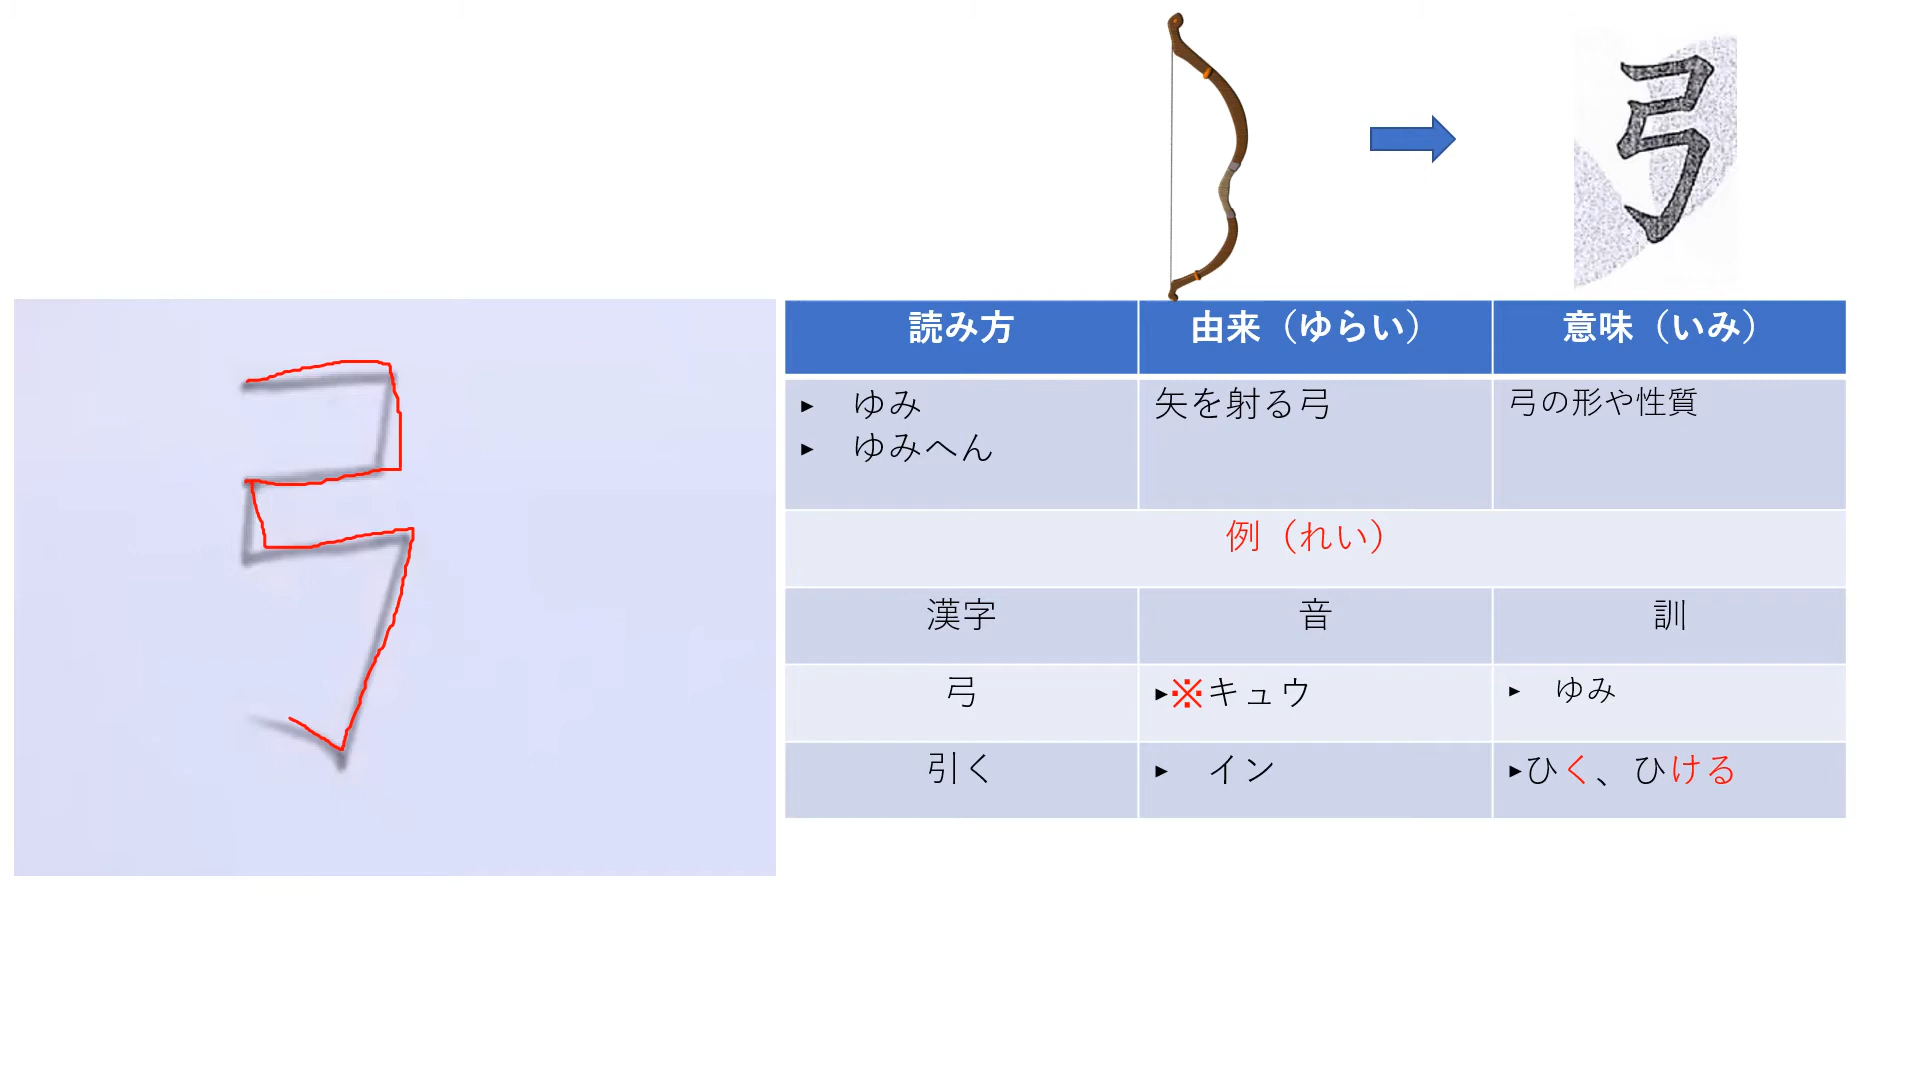 弓
弓
読み方 由来（ゆらい） 意味（いみ）
▸ ゆみ 矢を射る弓 弓の形や性質
▸ ゆみへん
例（れい）
漢字 音 訓
弓 ▸※キュウ ▸ ゆみ
引く ▸ イン ▸ひく、ひける